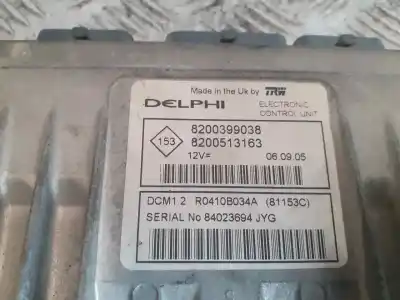 Made in the Uk by TRW
DELPHI ELECTRONIC CONTROL UNIT
153
8200399038
8200513163
12V= 06.09.05
DCM1 2 R0410B034A (81153C)
SERIAL No 84023694 JYG